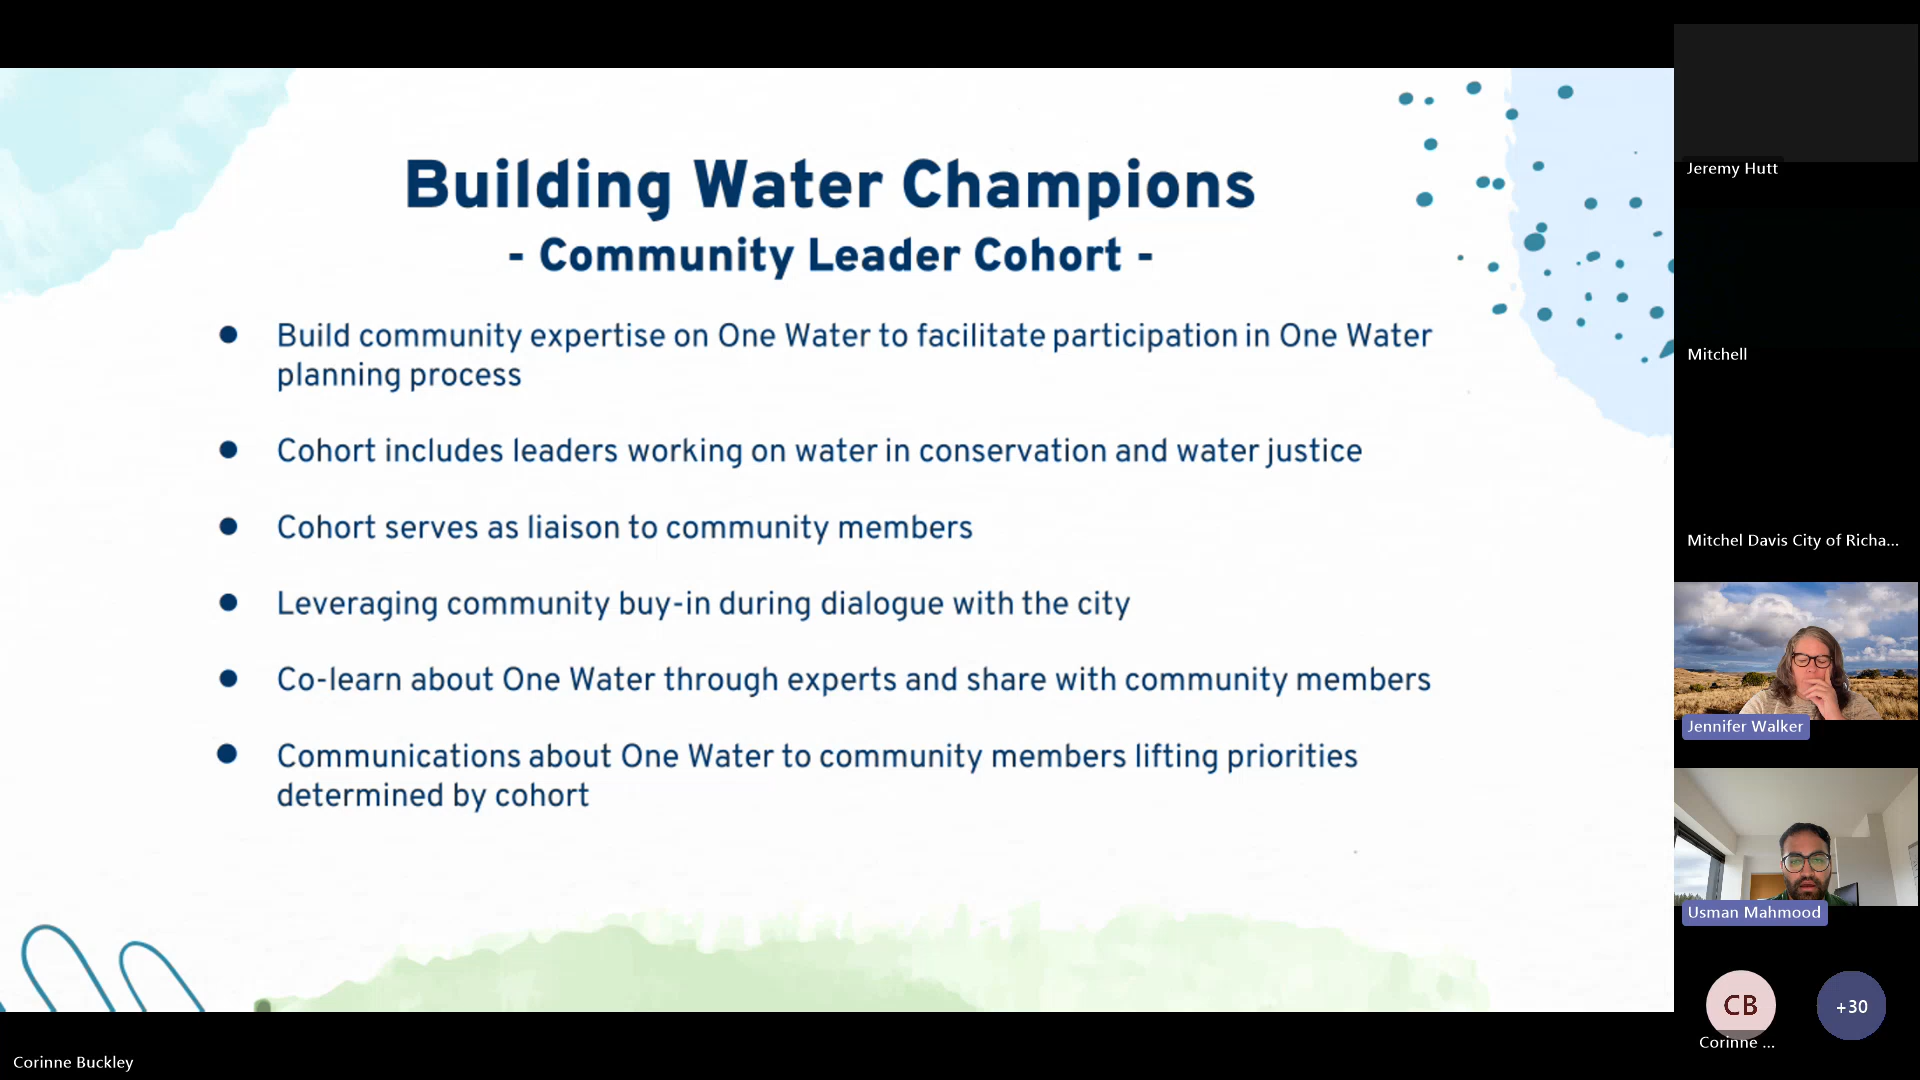 Building Water Champions
- Community Leader Cohort -
Build community expertise on One Water to facilitate participation in One Water
planning process
Cohort includes leaders working on water in conservation and water justice
Cohort serves as liaison to community members
Leveraging community buy-in during dialogue with the city
Co-learn about One Water through experts and share with community members
Communications about One Water to community members lifting priorities
determined by cohort
Jeremy Hutt
Mitchell
Mitchel Davis City of Richa...
Jennifer Walker
Usman Mahmood
CB
+30
Corinne ...
Corinne Buckley